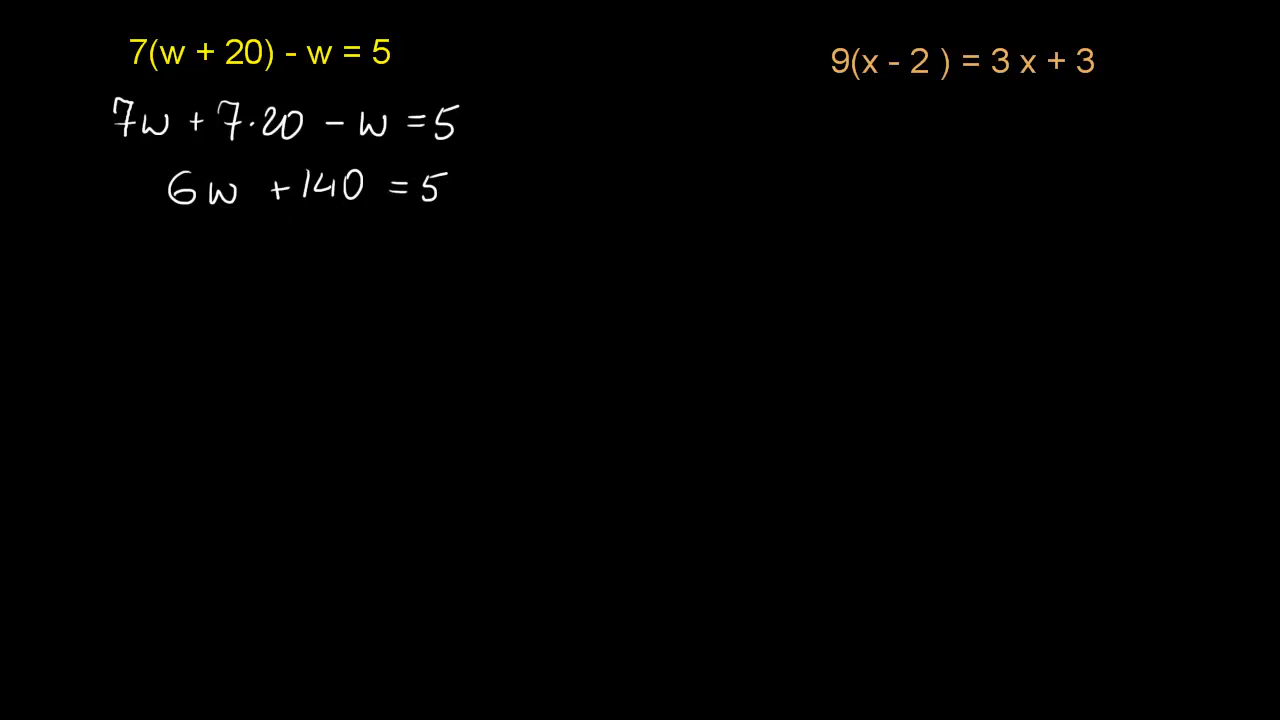 7(w + 20) - w = 5
7w + 7·20 - w = 5
6w + 140 = 5
9(x - 2 ) = 3 x + 3